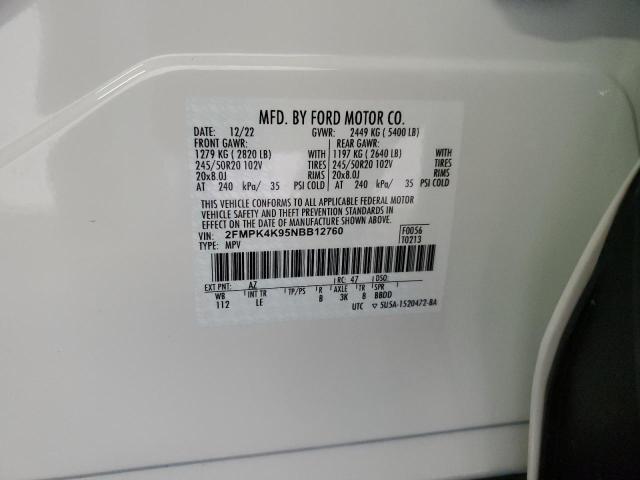 MFD. BY FORD MOTOR CO.
DATE: 12/22 GVWR: 2449 KG ( 5400 LB)
FRONT GAWR: REAR GAWR:
1279 KG ( 2820 LB) WITH 1197 KG ( 2640 LB) WITH
245/50R20 102V TIRES 245/50R20 102V TIRES
20x8.0J RIMS 20x8.0J RIMS
AT 240 kPa/ 35 PSI COLD AT 240 kPa/ 35 PSI COLD
THIS VEHICLE CONFORMS TO ALL APPLICABLE FEDERAL MOTOR
VEHICLE SAFETY AND THEFT PREVENTION STANDARDS IN
EFFECT ON THE DATE OF MANUFACTURE SHOWN ABOVE.
VIN: 2FMPK4K95NBB12760 F0056
TYPE: MPV T0213
EXT PNT: AZ RC: 47 DSO:
WB INT TR TP/PS R AXLE TR SPR
112 LE B 3K 8 BBDD
UTC ▽ 5U5A-1520472-BA